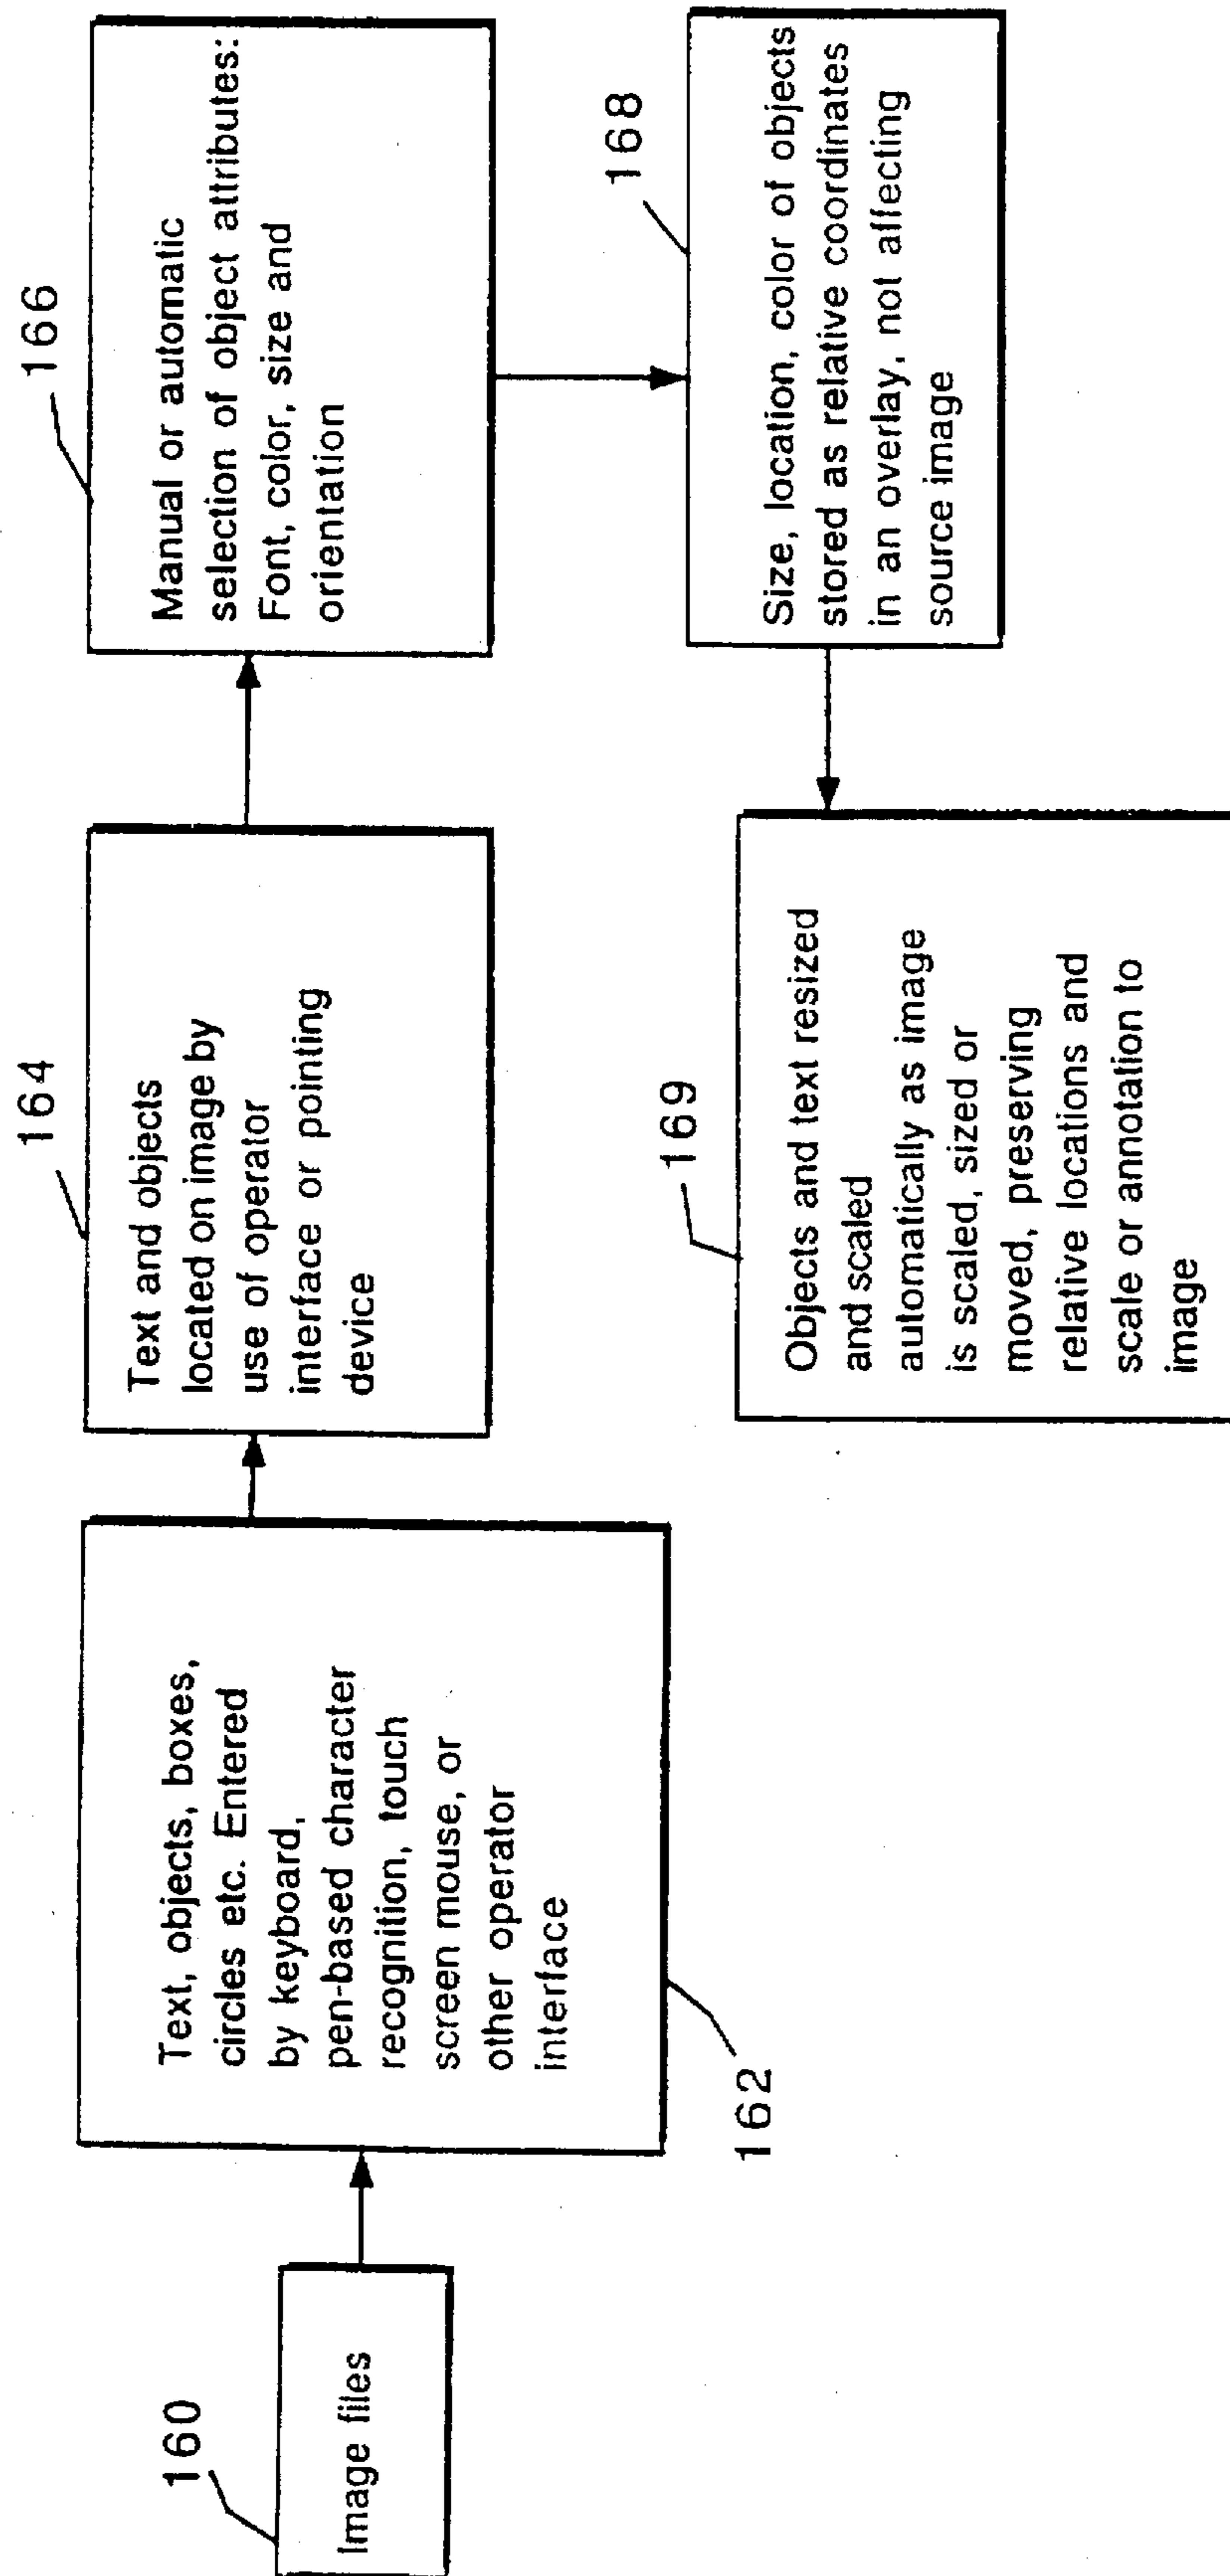 160
Image files
162
Text, objects, boxes,
circles etc. Entered
by keyboard,
pen-based character
recognition, touch
screen mouse, or
other operator
interface
164
Text and objects
located on image by
use of operator
interface or pointing
device
166
Manual or automatic
selection of object attributes:
Font, color, size and
orientation
168
Size, location, color of objects
stored as relative coordinates
in an overlay, not affecting
source image
169
Objects and text resized
and scaled
automatically as image
is scaled, sized or
moved, preserving
relative locations and
scale or annotation to
image